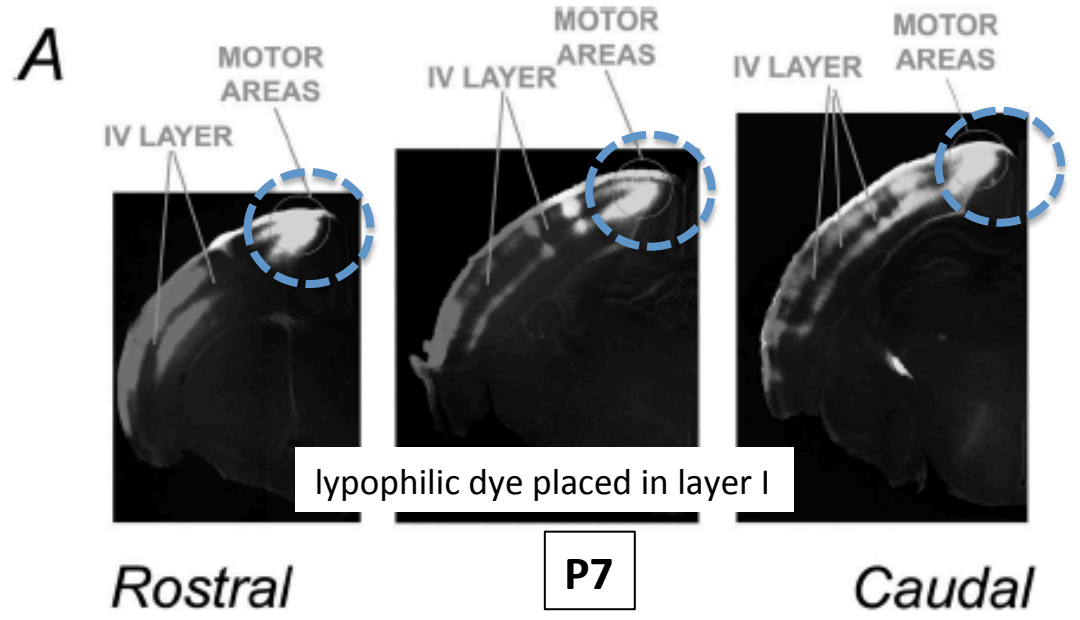 A
MOTOR
AREAS
IV LAYER
MOTOR
AREAS
IV LAYER
MOTOR
AREAS
IV LAYER
lypophilic dye placed in layer I
P7
Rostral
Caudal